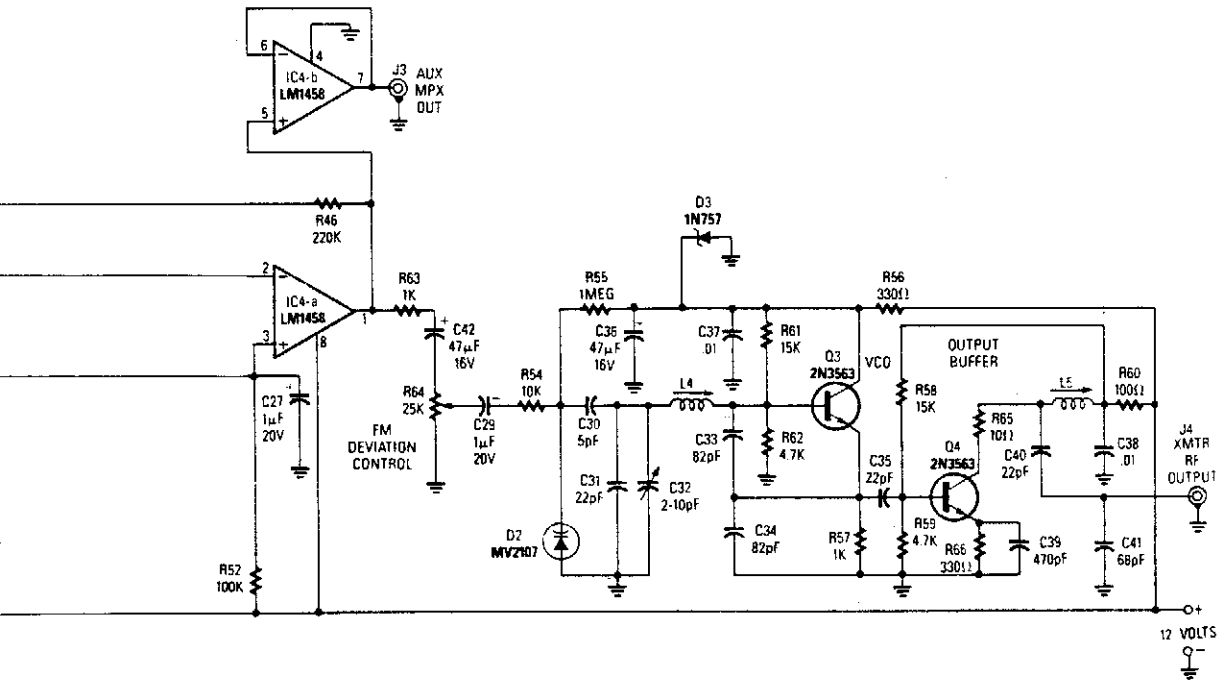 6
−
4
IC4-b
LM1458
7
5
+
J3
AUX
MPX
OUT
R46
220K
2
−
IC4-a
LM1458
1
3
+
8
R63
1K
+
C42
47µF
16V
R64
25K
FM
DEVIATION
CONTROL
+
C27
1µF
20V
R52
100K
−
C29
1µF
20V
R54
10K
R55
1MEG
C30
5pF
C31
22pF
C32
2-10pF
D2
MV2107
C36
47µF
16V
D3
1N757
C37
.01
L4
R61
15K
R62
4.7K
C33
82pF
C34
82pF
Q3
2N3563
VCO
R56
330Ω
R57
1K
C35
22pF
R58
15K
R59
4.7K
OUTPUT
BUFFER
Q4
2N3563
R65
10Ω
R66
330Ω
C39
470pF
L5
C40
22pF
R60
100Ω
C38
.01
C41
68pF
J4
XMTR
RF
OUTPUT
+
12 VOLTS
−